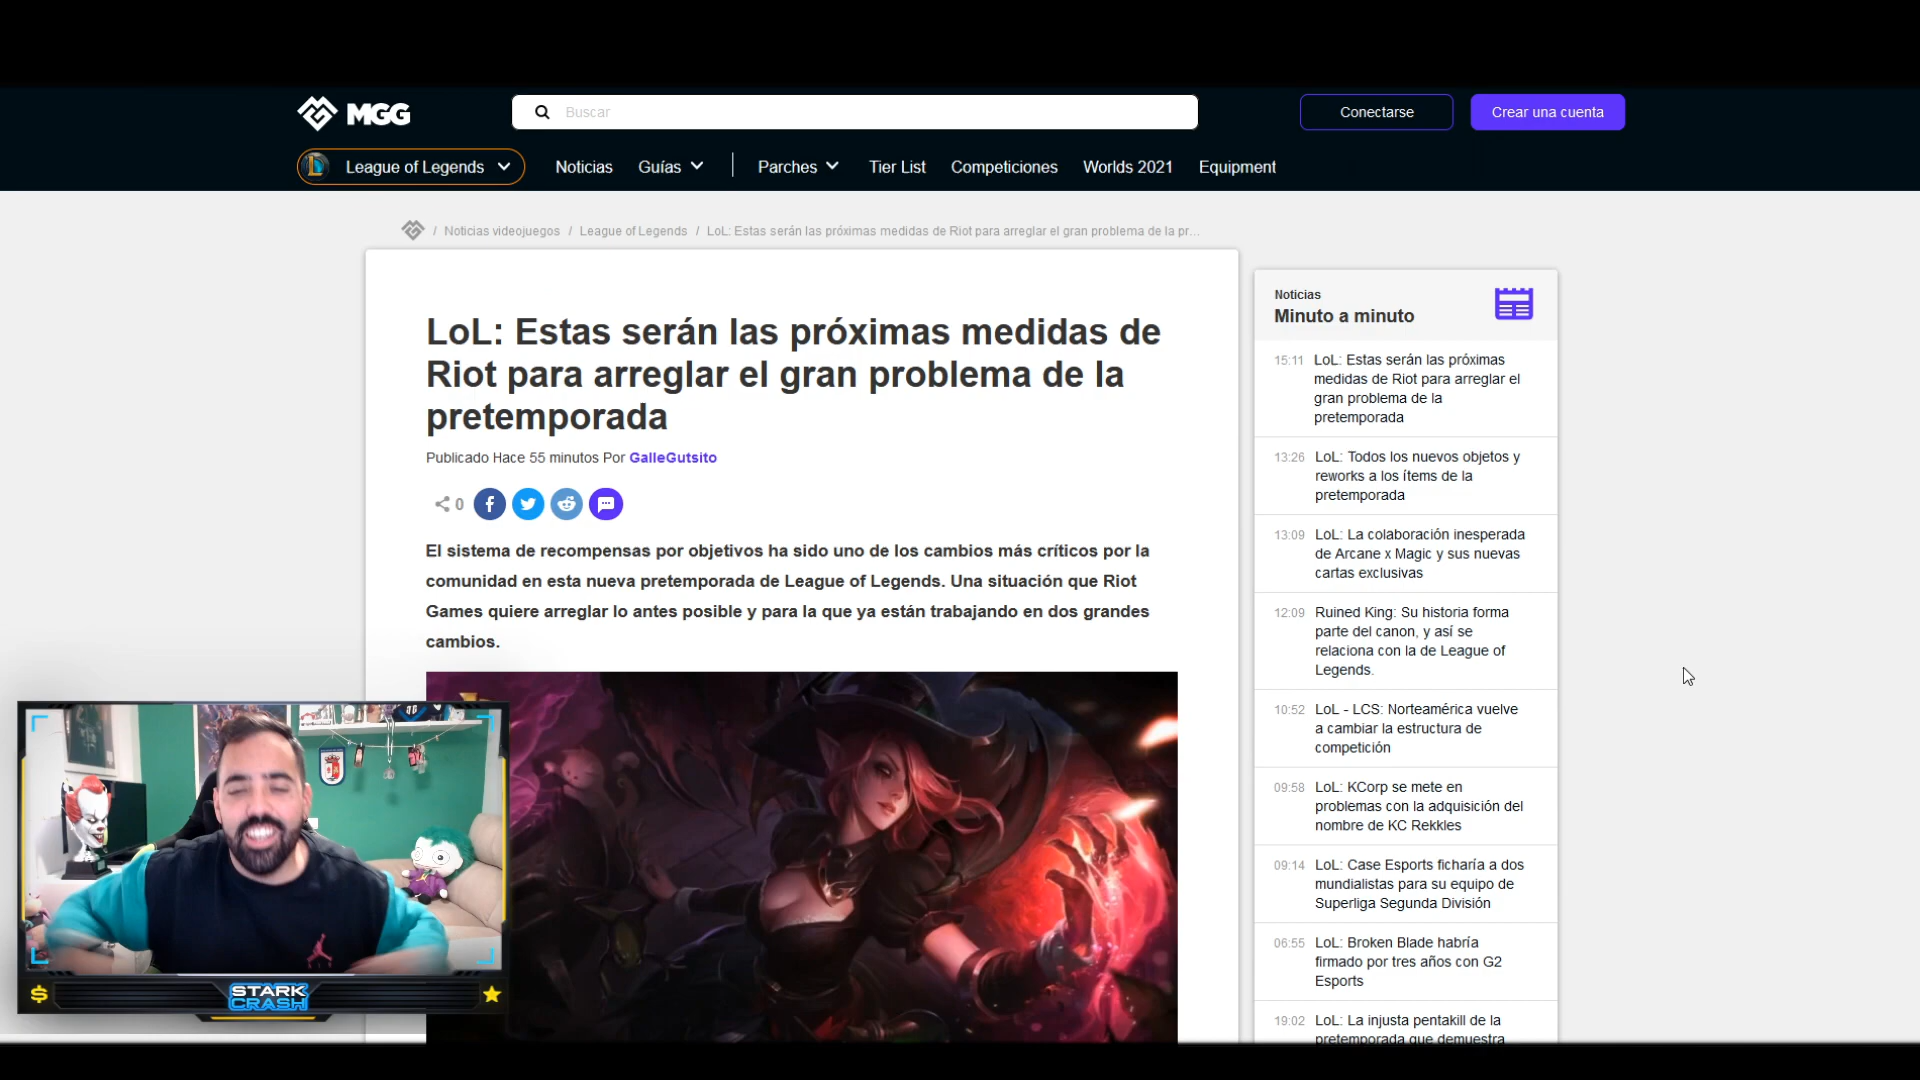 MGG
Buscar
Conectarse
Crear una cuenta
League of Legends
Noticias
Guías
Parches
Tier List
Competiciones
Worlds 2021
Equipment
/ Noticias videojuegos / League of Legends / LoL: Estas serán las próximas medidas de Riot para arreglar el gran problema de la pr...
LoL: Estas serán las próximas medidas de
Riot para arreglar el gran problema de la
pretemporada
Publicado Hace 55 minutos Por GalleGutsito
0
El sistema de recompensas por objetivos ha sido uno de los cambios más críticos por la
comunidad en esta nueva pretemporada de League of Legends. Una situación que Riot
Games quiere arreglar lo antes posible y para la que ya están trabajando en dos grandes
cambios.
STARK
CRASH
Noticias
Minuto a minuto
15:11 LoL: Estas serán las próximas
medidas de Riot para arreglar el
gran problema de la
pretemporada
13:26 LoL: Todos los nuevos objetos y
reworks a los ítems de la
pretemporada
13:09 LoL: La colaboración inesperada
de Arcane x Magic y sus nuevas
cartas exclusivas
12:09 Ruined King: Su historia forma
parte del canon, y así se
relaciona con la de League of
Legends.
10:52 LoL - LCS: Norteamérica vuelve
a cambiar la estructura de
competición
09:58 LoL: KCorp se mete en
problemas con la adquisición del
nombre de KC Rekkles
09:14 LoL: Case Esports ficharía a dos
mundialistas para su equipo de
Superliga Segunda División
06:55 LoL: Broken Blade habría
firmado por tres años con G2
Esports
19:02 LoL: La injusta pentakill de la
pretemporada que demuestra